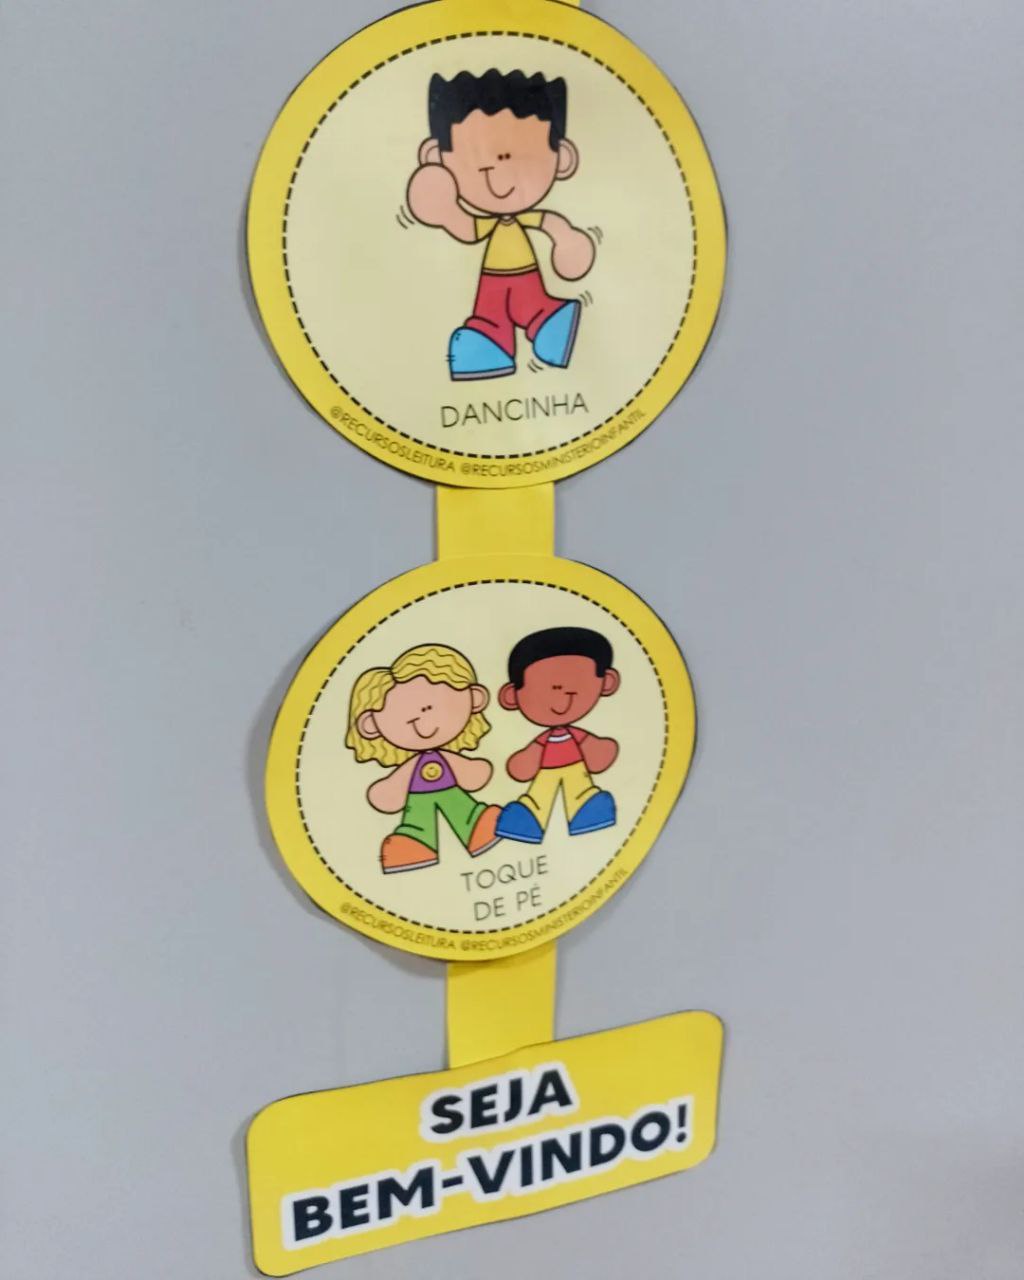 DANCINHA
@RECURSOSLEITURA @RECURSOSMINISTERIOINFANTIL
TOQUE
DE PÉ
@RECURSOSLEITURA @RECURSOSMINISTERIOINFANTIL
SEJA
BEM-VINDO!